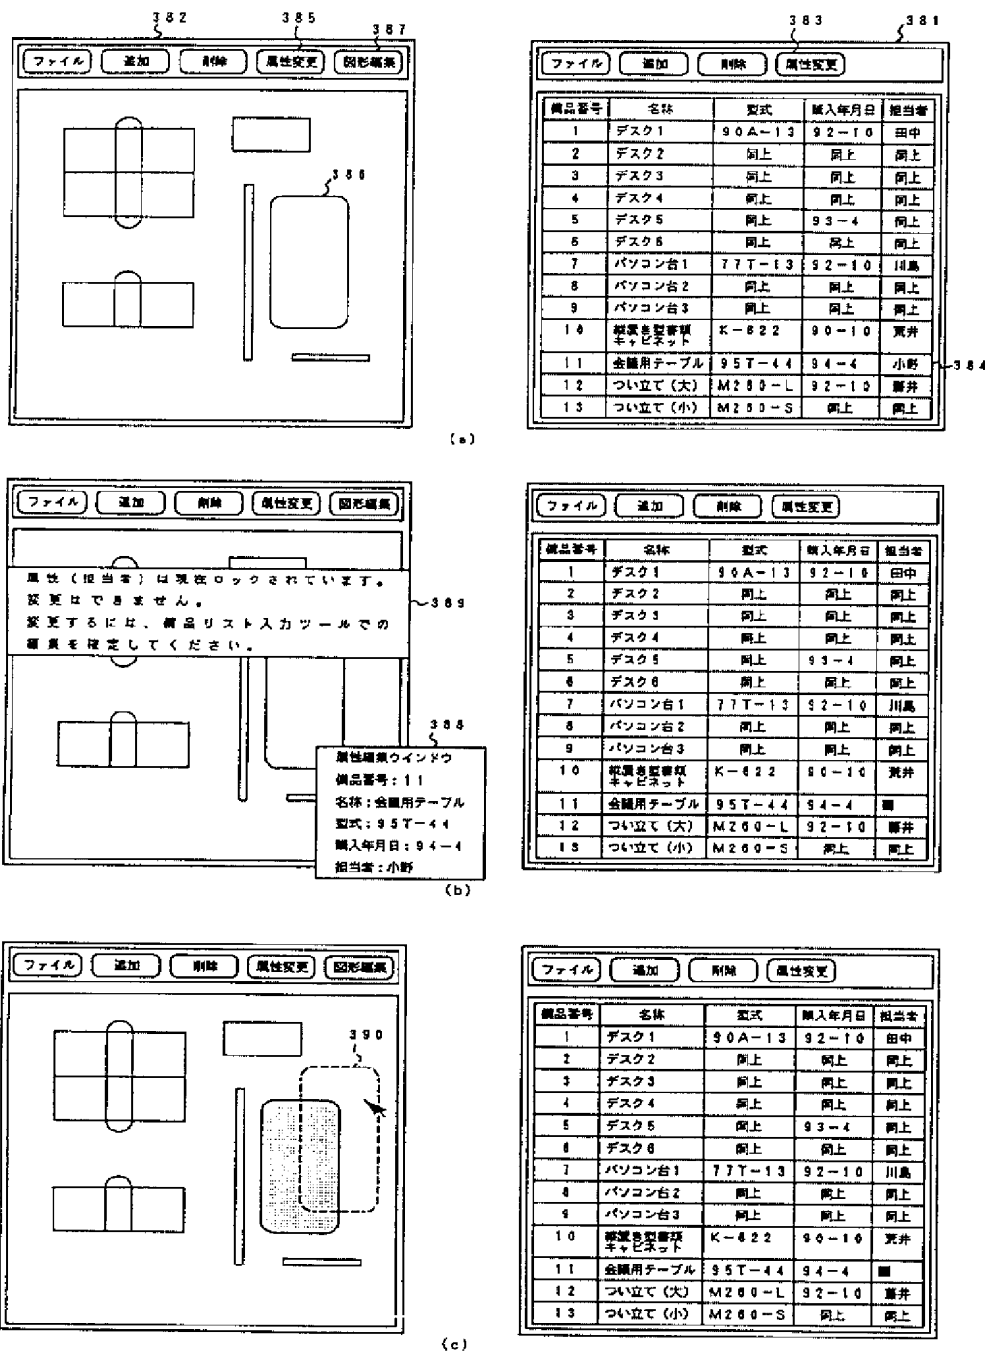 382 385 387
ファイル 追加 削除 属性変更 図形編集
386
383 381
ファイル 追加 削除 属性変更
備品番号 名称 型式 購入年月日 担当者
1 デスク1 90A-13 92-10 田中
2 デスク2 同上 同上 同上
3 デスク3 同上 同上 同上
4 デスク4 同上 同上 同上
5 デスク5 同上 93-4 同上
6 デスク6 同上 同上 同上
7 パソコン台1 77T-13 92-10 川島
8 パソコン台2 同上 同上 同上
9 パソコン台3 同上 同上 同上
10 縦置き型書類キャビネット K-622 90-10 荒井
11 会議用テーブル 95T-44 94-4 小野
384
12 つい立て(大) M260-L 92-10 藤井
13 つい立て(小) M260-S 同上 同上
(a)
ファイル 追加 削除 属性変更 図形編集
属性(担当者)は現在ロックされています。
変更はできません。
変更するには、備品リスト入力ツールでの
編集を確定してください。
389
388
属性編集ウインドウ
備品番号:11
名称:会議用テーブル
型式:95T-44
購入年月日:94-4
担当者:小野
ファイル 追加 削除 属性変更
備品番号 名称 型式 購入年月日 担当者
1 デスク1 90A-13 92-10 田中
2 デスク2 同上 同上 同上
3 デスク3 同上 同上 同上
4 デスク4 同上 同上 同上
5 デスク5 同上 93-4 同上
6 デスク6 同上 同上 同上
7 パソコン台1 77T-13 92-10 川島
8 パソコン台2 同上 同上 同上
9 パソコン台3 同上 同上 同上
10 縦置き型書類キャビネット K-622 90-10 荒井
11 会議用テーブル 95T-44 94-4 ■
12 つい立て(大) M260-L 92-10 藤井
13 つい立て(小) M260-S 同上 同上
(b)
ファイル 追加 削除 属性変更 図形編集
390
ファイル 追加 削除 属性変更
備品番号 名称 型式 購入年月日 担当者
1 デスク1 90A-13 92-10 田中
2 デスク2 同上 同上 同上
3 デスク3 同上 同上 同上
4 デスク4 同上 同上 同上
5 デスク5 同上 93-4 同上
6 デスク6 同上 同上 同上
7 パソコン台1 77T-13 92-10 川島
8 パソコン台2 同上 同上 同上
9 パソコン台3 同上 同上 同上
10 縦置き型書類キャビネット K-622 90-10 荒井
11 会議用テーブル 95T-44 94-4 ■
12 つい立て(大) M260-L 92-10 藤井
13 つい立て(小) M260-S 同上 同上
(c)